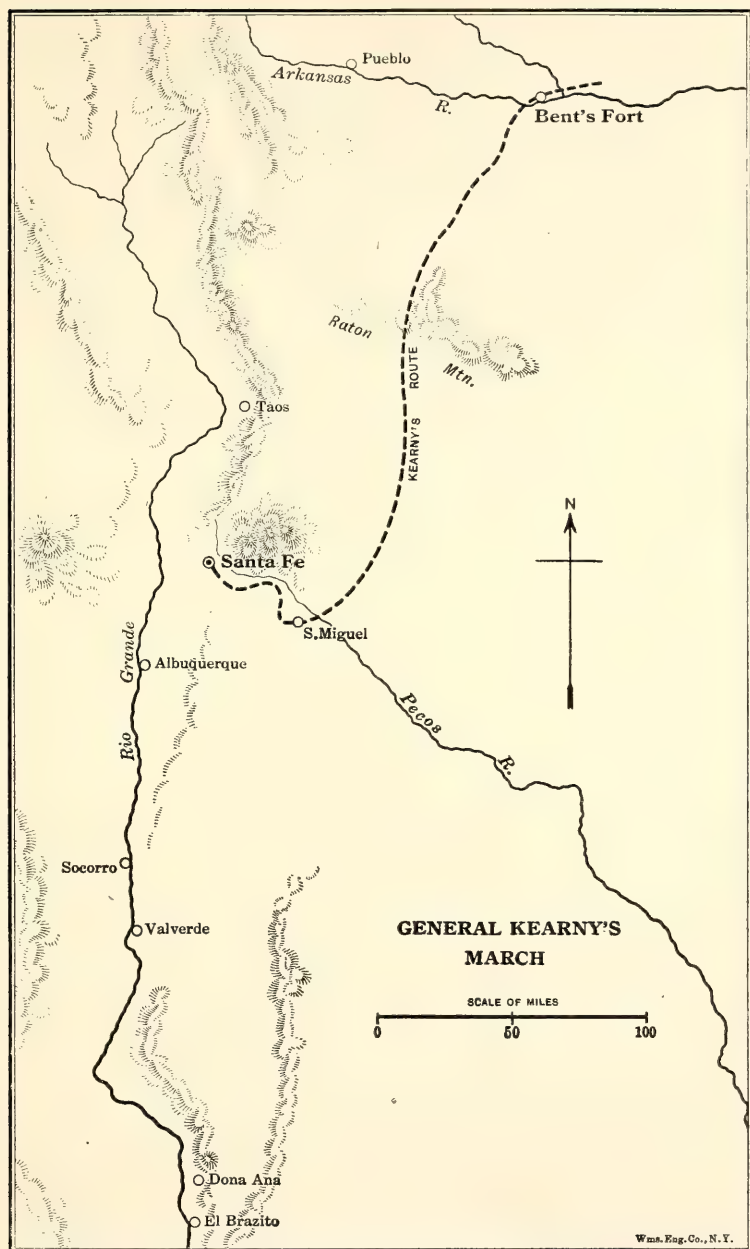 Pueblo
Arkansas
R.
Bent's Fort
Raton
Mtn.
KEARNY'S ROUTE
Taos
N
Santa Fe
S.Miguel
Rio Grande
Albuquerque
Pecos
R.
Socorro
Valverde
GENERAL KEARNY'S
MARCH
SCALE OF MILES
0 50 100
Dona Ana
El Brazito
Wms. Eng. Co., N.Y.